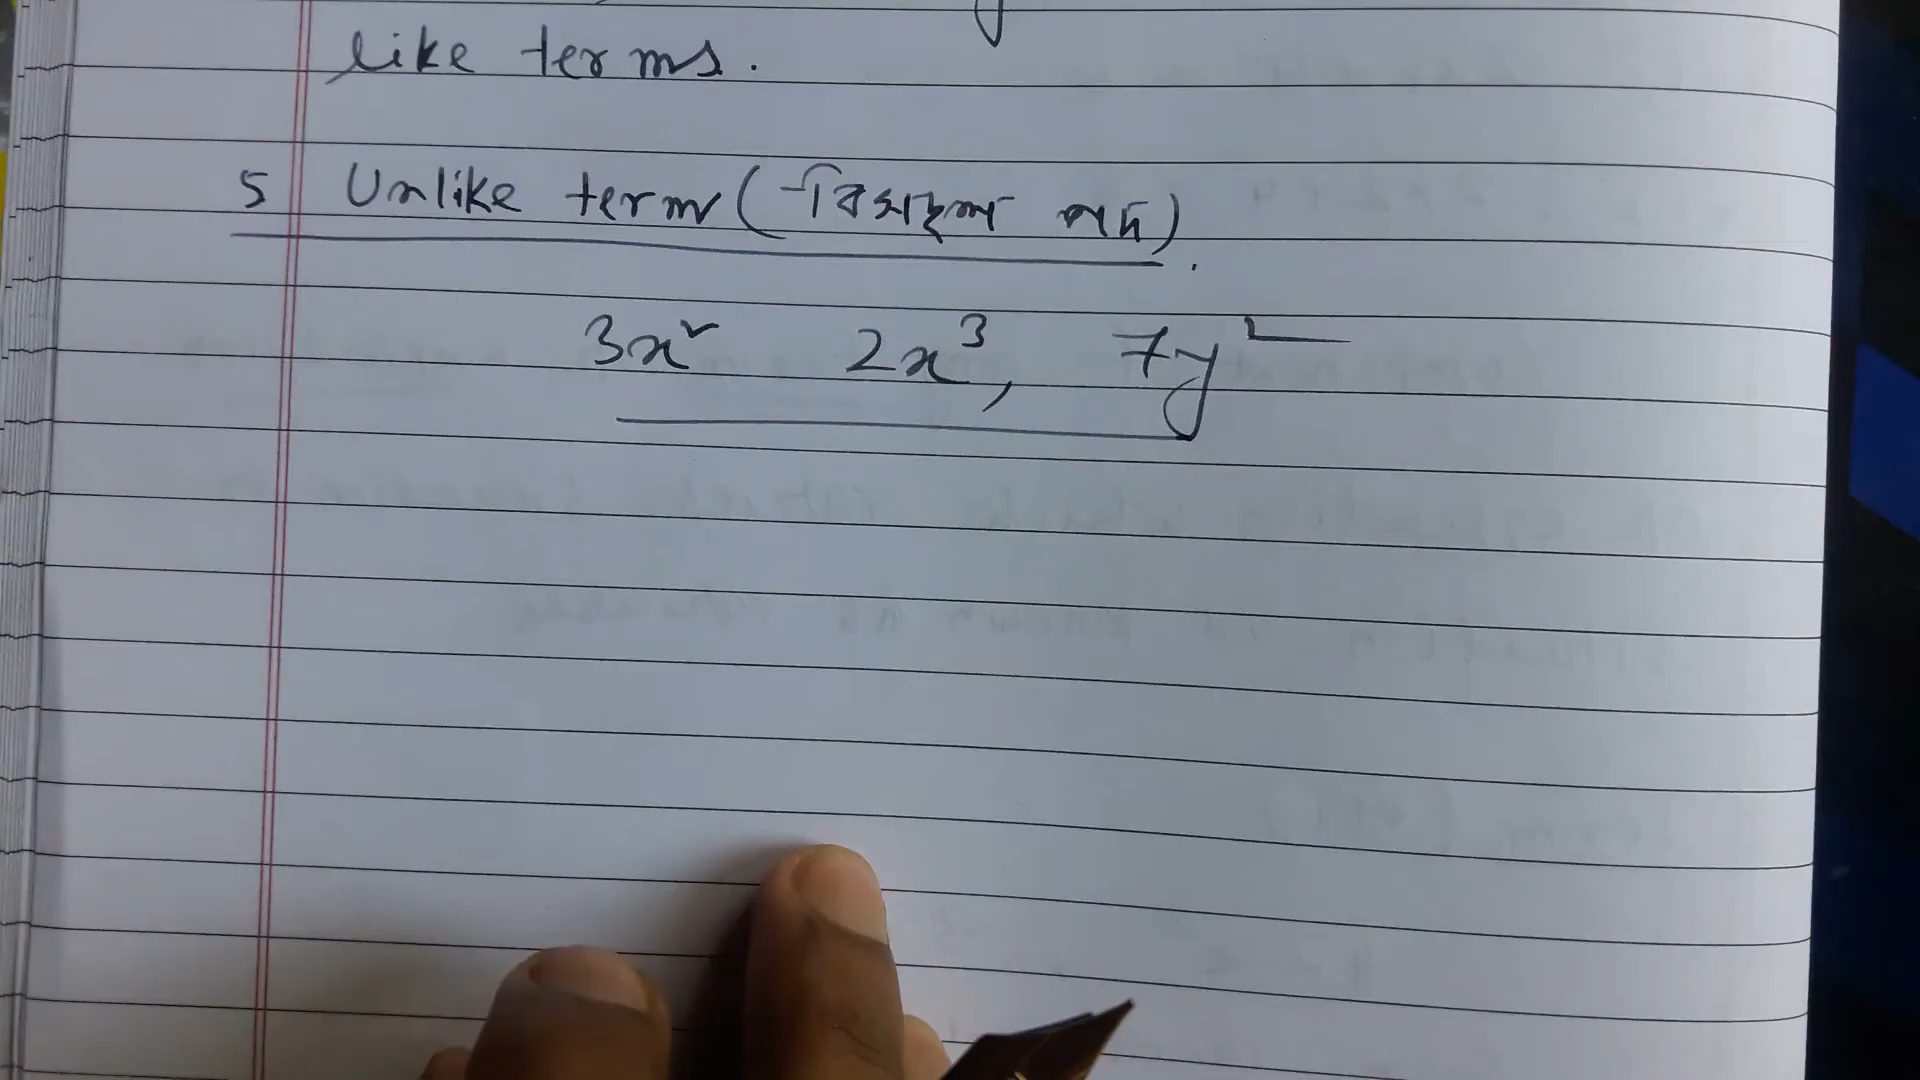 like terms.
5 Unlike term (বিসদৃশ পদ).
3x² 2x³, 7y²